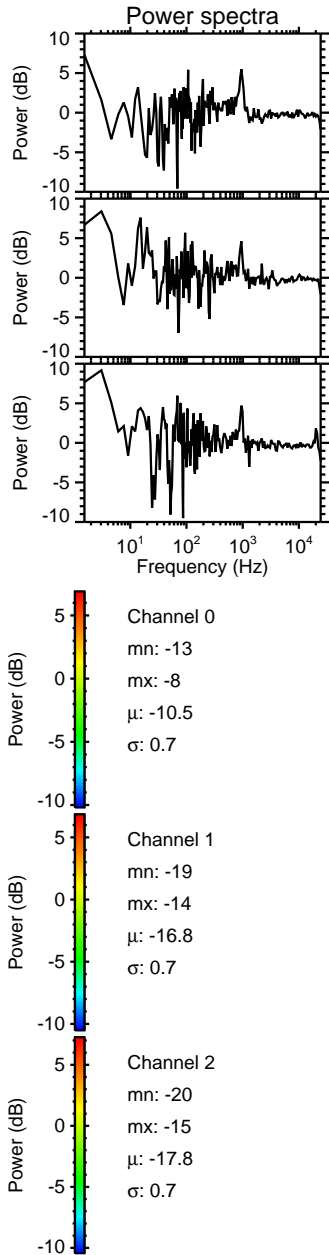 Power spectra
10
5
0
-5
-10
Power (dB)
10
5
0
-5
-10
Power (dB)
10
5
0
-5
-10
Power (dB)
10¹ 10² 10³ 10⁴
Frequency (Hz)
5
0
-5
-10
Power (dB)
Channel 0
mn: -13
mx: -8
μ: -10.5
σ: 0.7
5
0
-5
-10
Power (dB)
Channel 1
mn: -19
mx: -14
μ: -16.8
σ: 0.7
5
0
-5
-10
Power (dB)
Channel 2
mn: -20
mx: -15
μ: -17.8
σ: 0.7